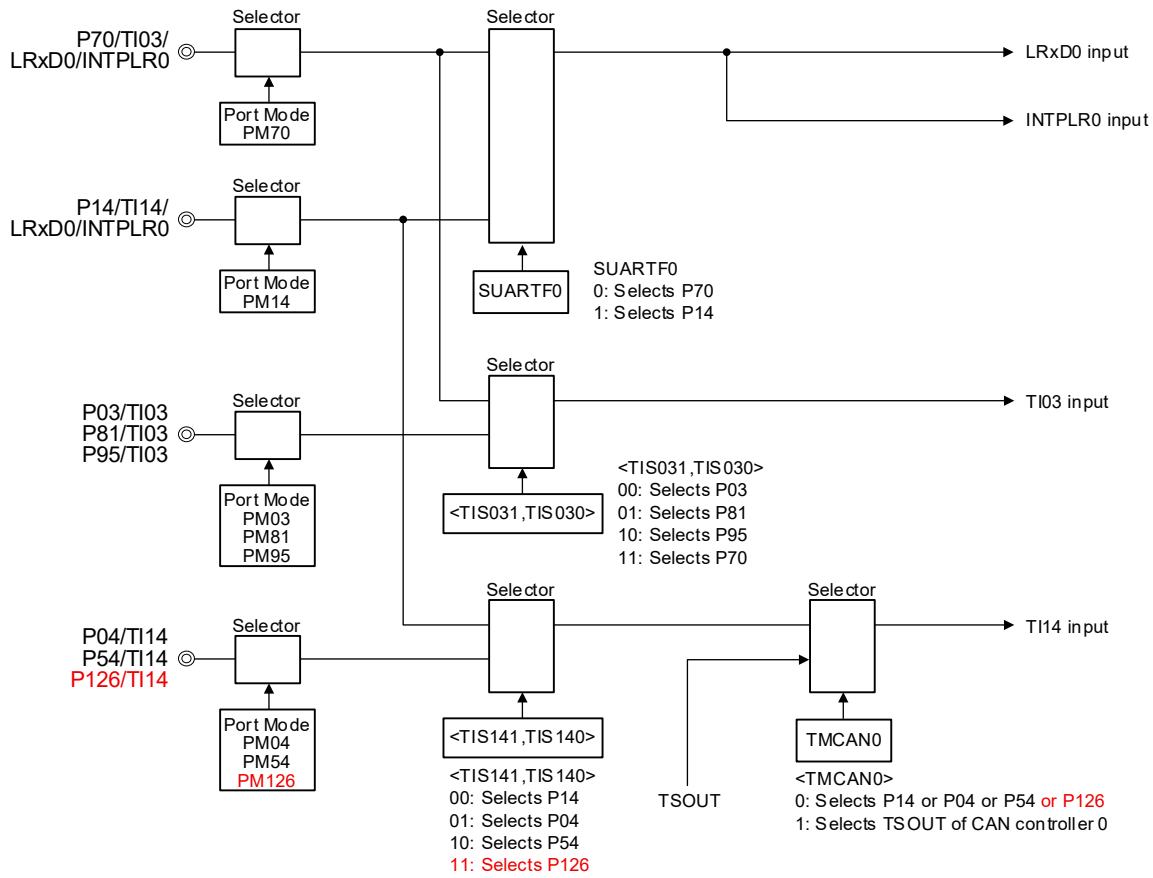 Selector
Selector
P70/TI03/
LRxD0/INTPLR0
LRxD0 input
Port Mode
PM70
INTPLR0 input
Selector
P14/TI14/
LRxD0/INTPLR0
Port Mode
PM14
SUARTF0
SUARTF0
0: Selects P70
1: Selects P14
Selector
Selector
P03/TI03
P81/TI03
P95/TI03
TI03 input
Port Mode
PM03
PM81
PM95
<TIS031,TIS030>
<TIS031,TIS030>
00: Selects P03
01: Selects P81
10: Selects P95
11: Selects P70
Selector
Selector
Selector
P04/TI14
P54/TI14
P126/TI14
TI14 input
Port Mode
PM04
PM54
PM126
<TIS141,TIS140>
<TIS141,TIS140>
00: Selects P14
01: Selects P04
10: Selects P54
11: Selects P126
TSOUT
TMCAN0
<TMCAN0>
0: Selects P14 or P04 or P54 or P126
1: Selects TSOUT of CAN controller 0